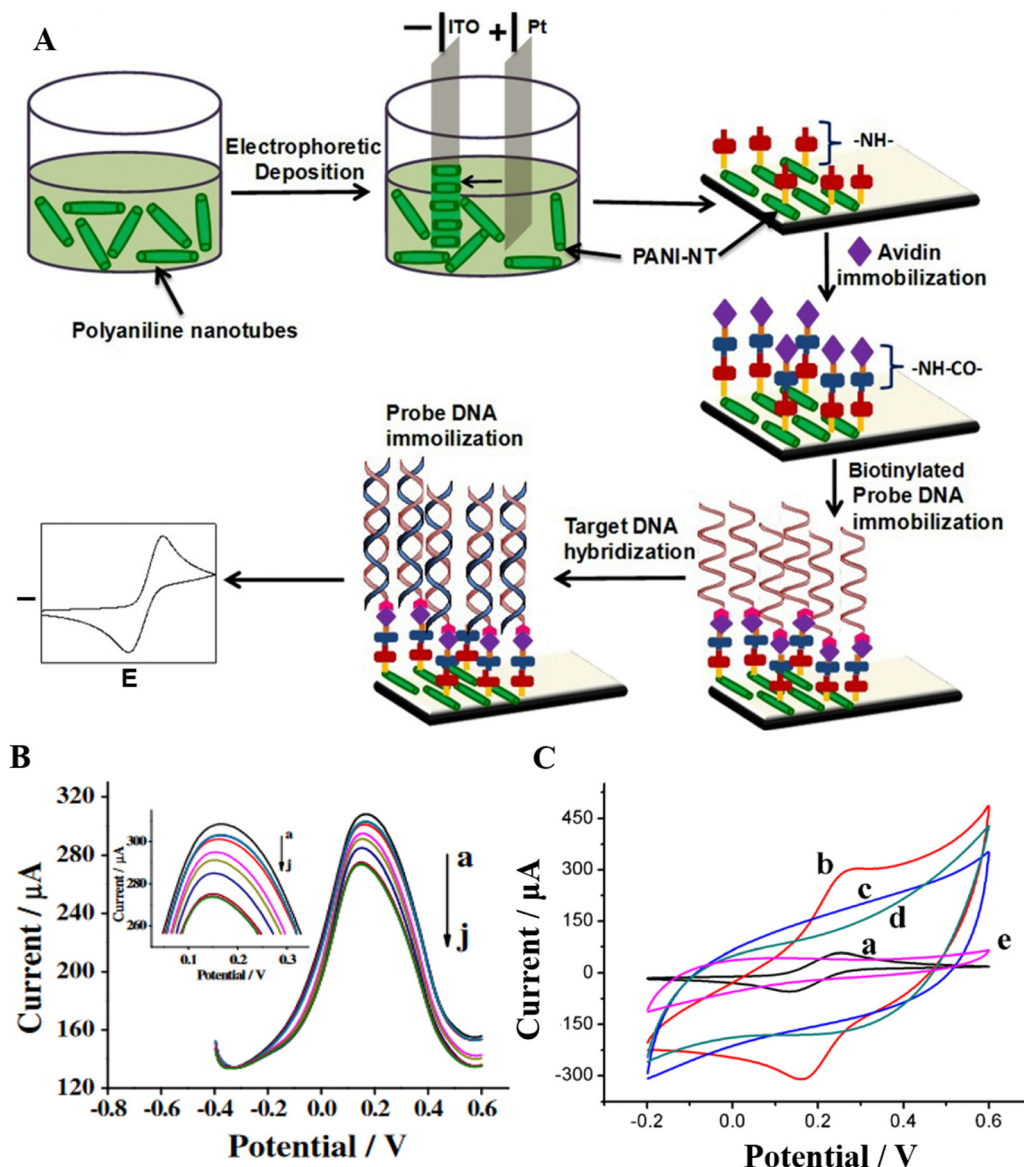 A
− ITO + Pt
Electrophoretic
Deposition
-NH-
PANI-NT
Polyaniline nanotubes
Avidin
immobilization
-NH-CO-
Probe DNA
immoilization
Biotinylated
Probe DNA
immobilization
Target DNA
hybridization
I
E
B
Current / μA
320
280
240
200
160
120
-0.8 -0.6 -0.4 -0.2 0.0 0.2 0.4 0.6
Potential / V
a
j
Current / μA
300
280
260
0.1 0.2 0.3
Potential / V
a
j
C
Current / μA
450
300
150
0
-150
-300
-0.2 0.0 0.2 0.4 0.6
Potential / V
b
c
d
a
e